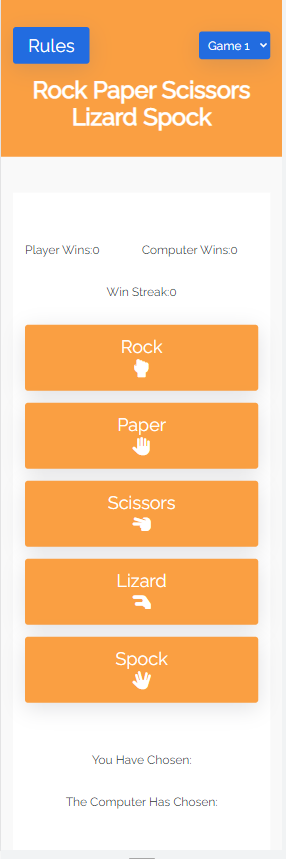 Rules
Game 1
Rock Paper Scissors
Lizard Spock
Player Wins:0
Computer Wins:0
Win Streak:0
Rock
Paper
Scissors
Lizard
Spock
You Have Chosen:
The Computer Has Chosen: